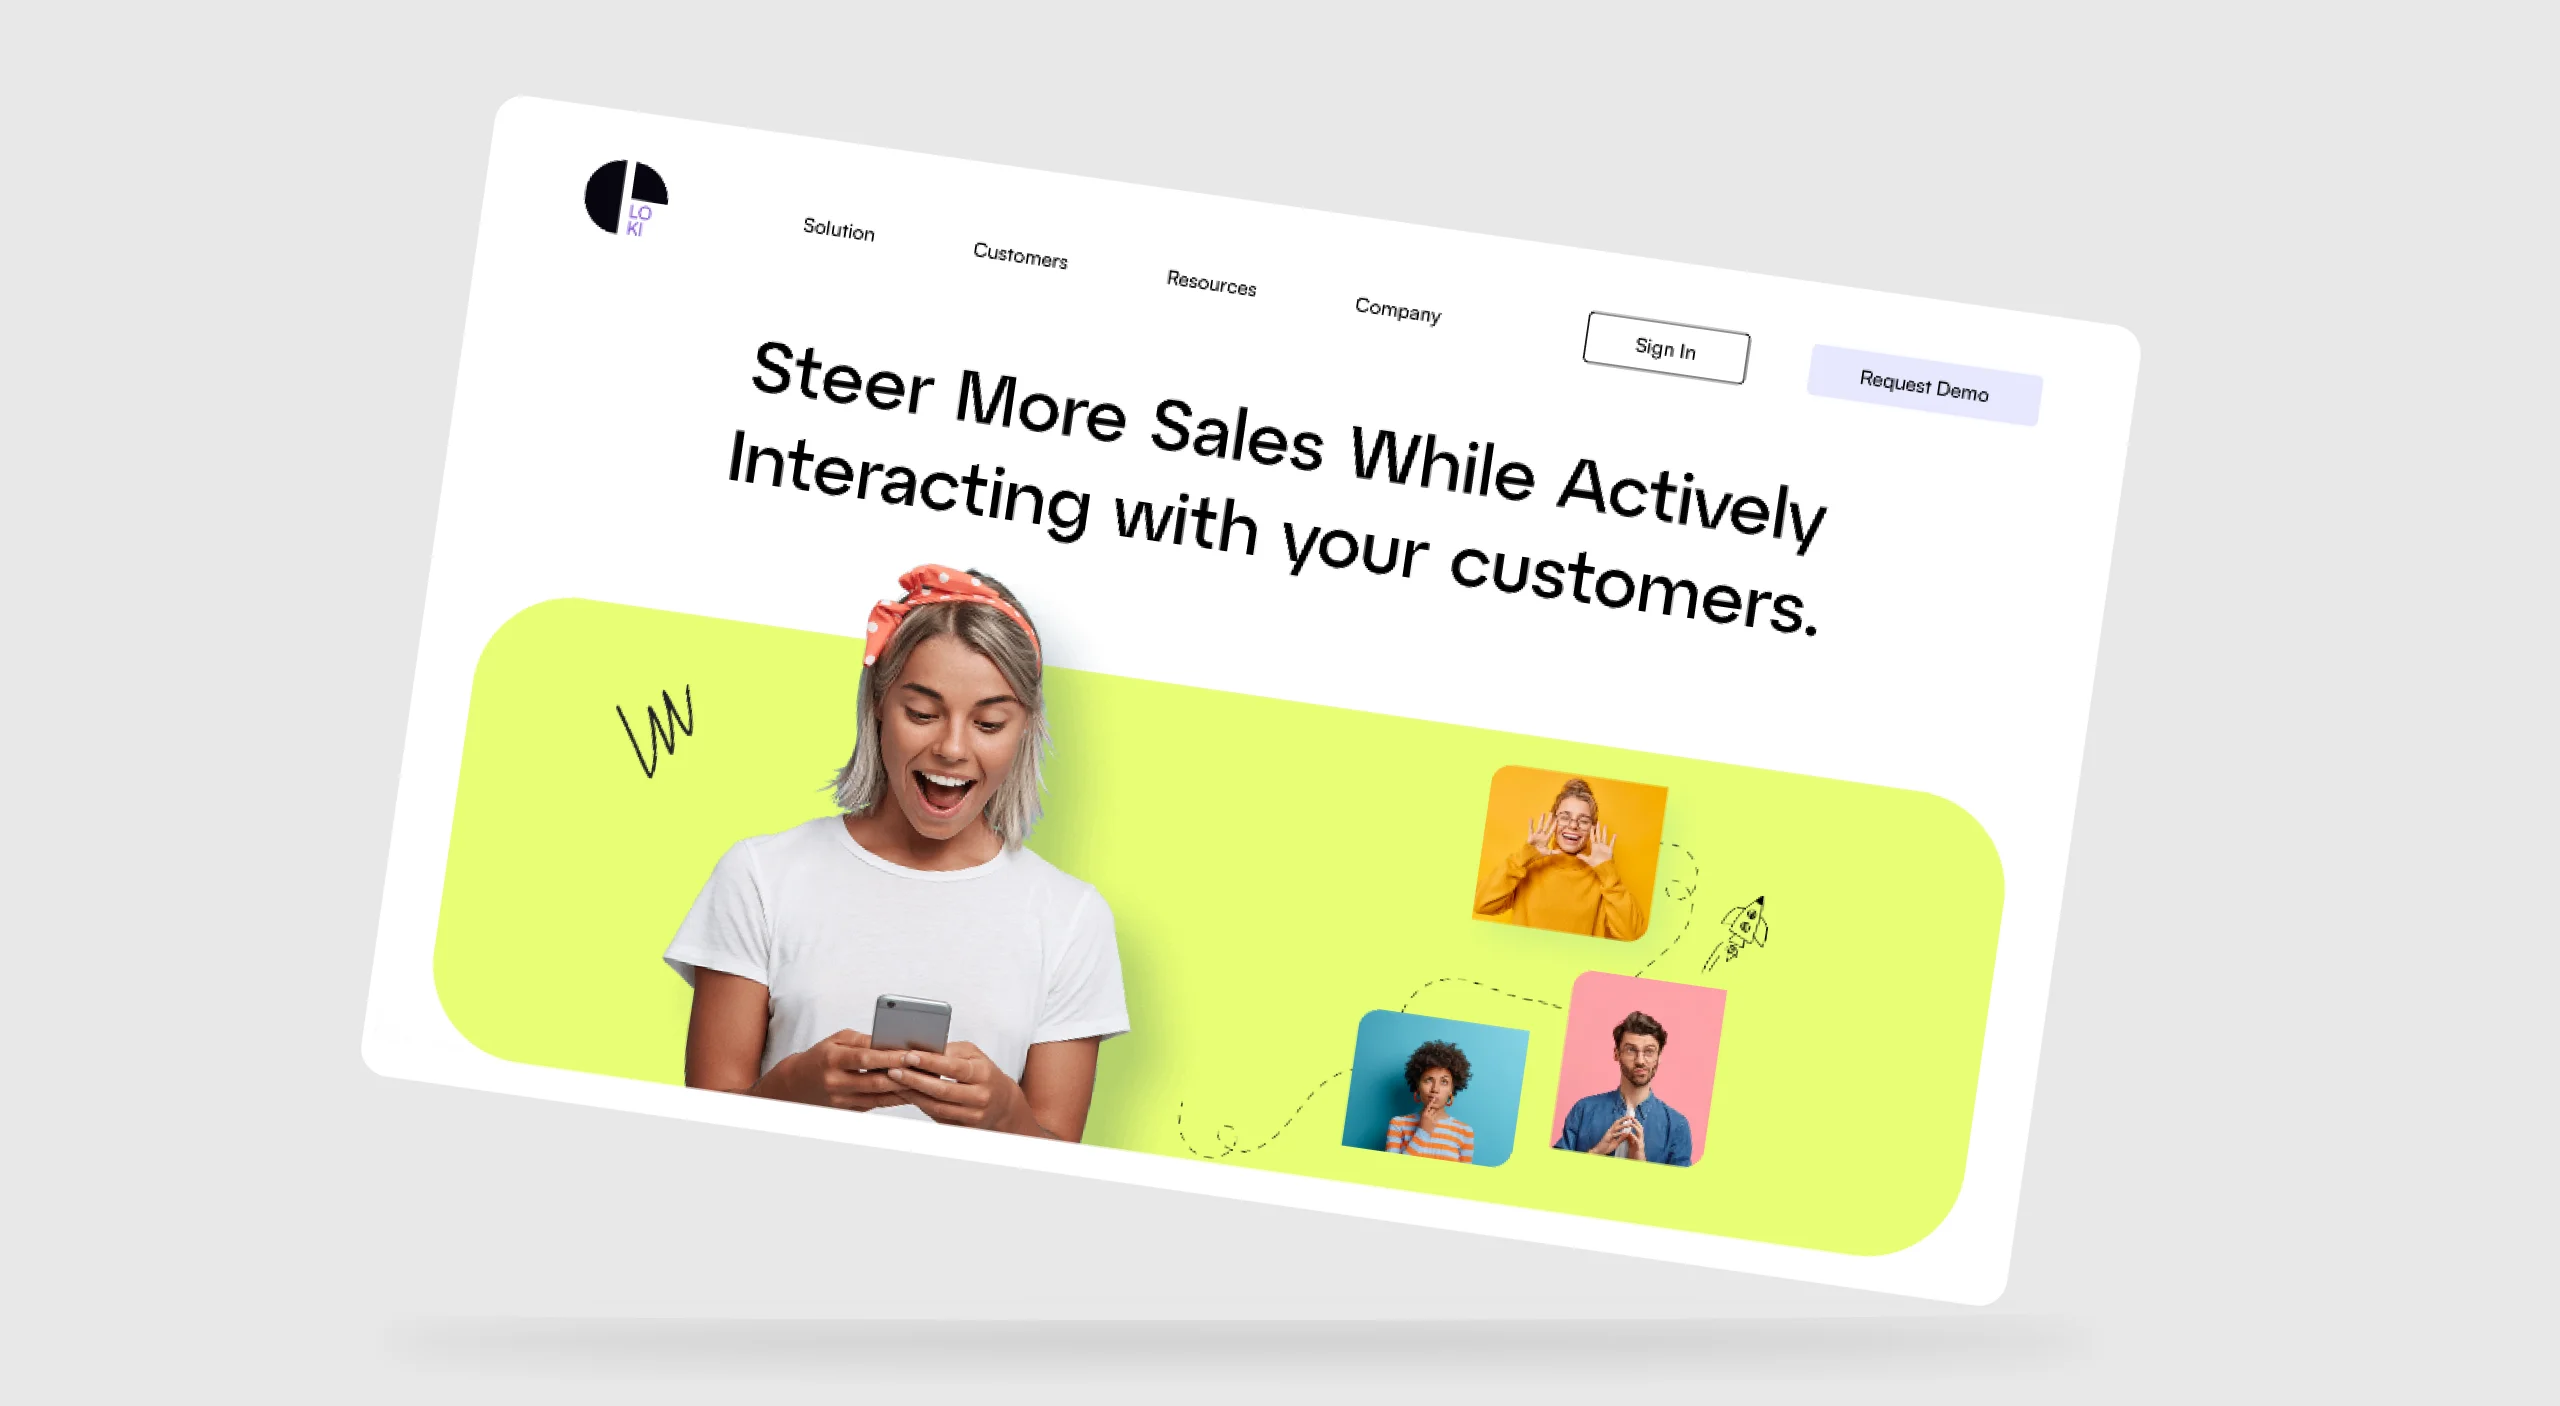 LO
KI
Solution
Customers
Resources
Company
Sign In
Request Demo
Steer More Sales While Actively
Interacting with your customers.